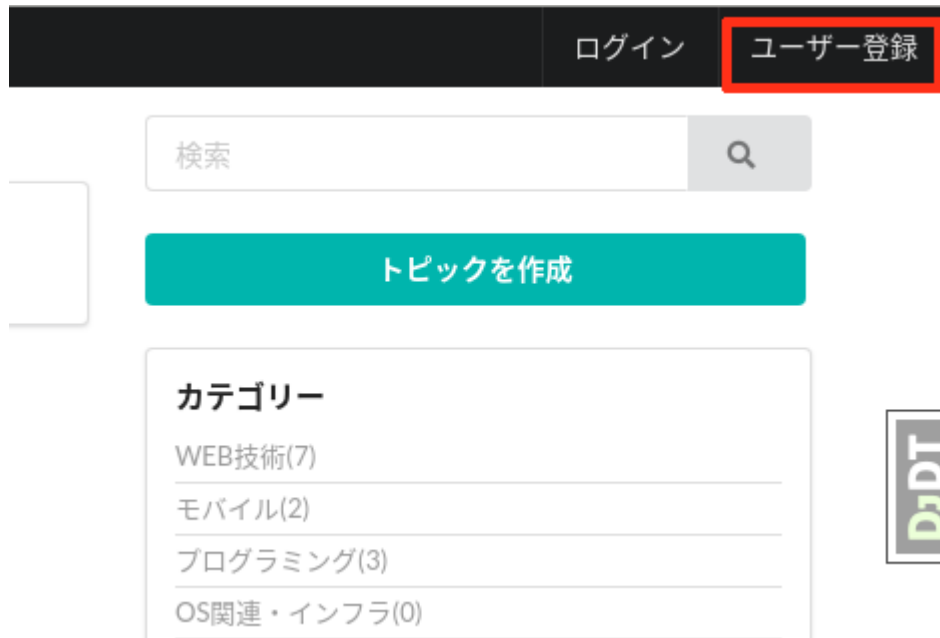 ログイン ユーザー登録
検索
トピックを作成
カテゴリー
WEB技術(7)
モバイル(2)
プログラミング(3)
OS関連・インフラ(0)
DJDT